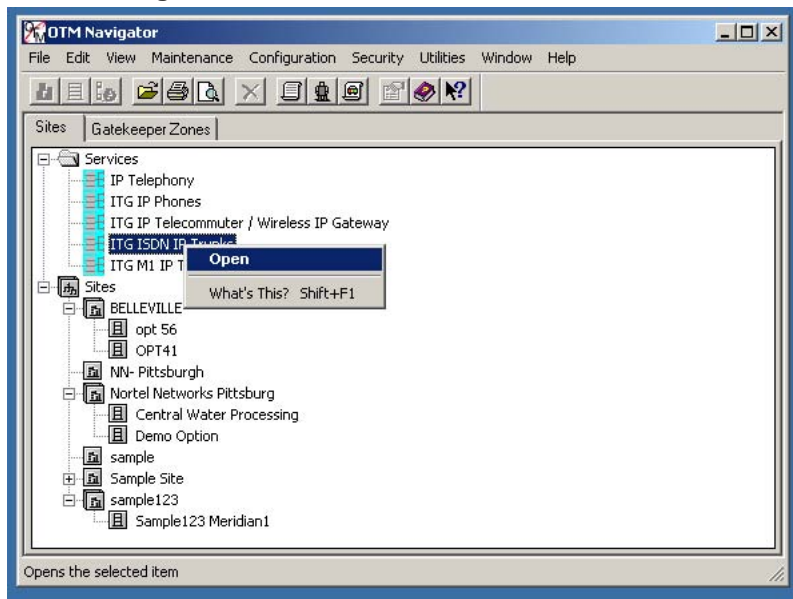 OTM Navigator
File Edit View Maintenance Configuration Security Utilities Window Help
Sites Gatekeeper Zones
Services
IP Telephony
ITG IP Phones
ITG IP Telecommuter / Wireless IP Gateway
ITG ISDN IP Trunks
Open
ITG M1 IP T
Sites
What's This? Shift+F1
BELLEVILLE
opt 56
OPT41
NN- Pittsburgh
Nortel Networks Pittsburg
Central Water Processing
Demo Option
sample
Sample Site
sample123
Sample123 Meridian1
Opens the selected item